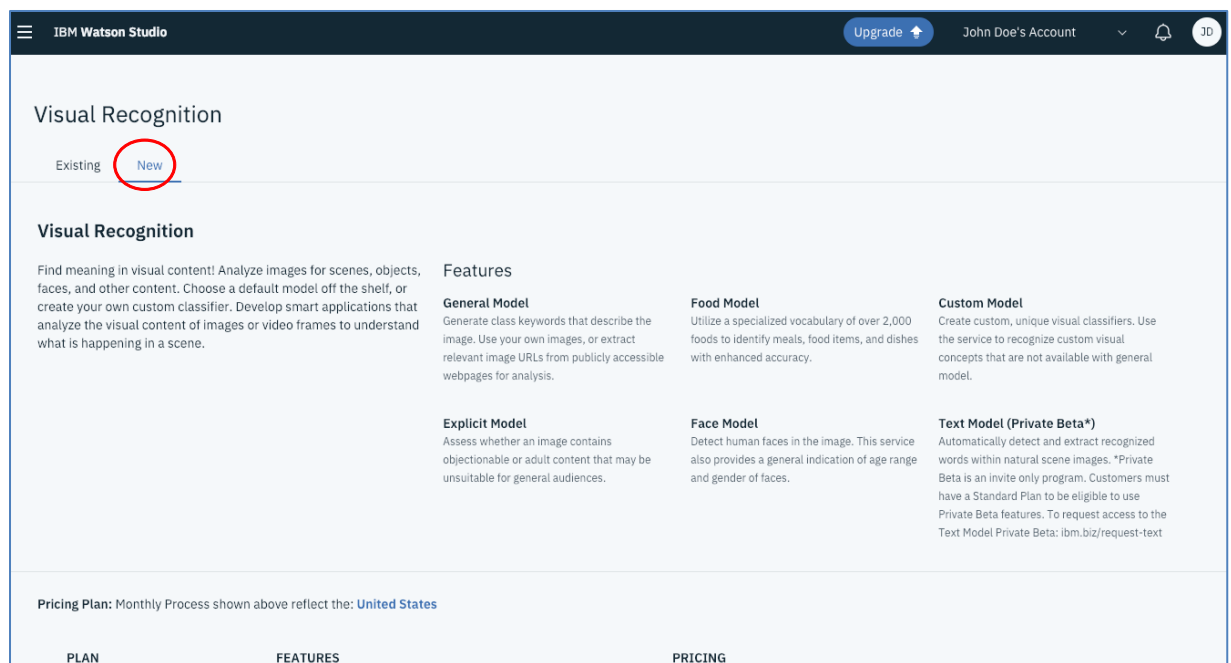 IBM Watson Studio
Upgrade
John Doe's Account
JD
Visual Recognition
Existing
New
Visual Recognition
Find meaning in visual content! Analyze images for scenes, objects,
faces, and other content. Choose a default model off the shelf, or
create your own custom classifier. Develop smart applications that
analyze the visual content of images or video frames to understand
what is happening in a scene.
Features
General Model
Generate class keywords that describe the
image. Use your own images, or extract
relevant image URLs from publicly accessible
webpages for analysis.
Food Model
Utilize a specialized vocabulary of over 2,000
foods to identify meals, food items, and dishes
with enhanced accuracy.
Custom Model
Create custom, unique visual classifiers. Use
the service to recognize custom visual
concepts that are not available with general
model.
Explicit Model
Assess whether an image contains
objectionable or adult content that may be
unsuitable for general audiences.
Face Model
Detect human faces in the image. This service
also provides a general indication of age range
and gender of faces.
Text Model (Private Beta*)
Automatically detect and extract recognized
words within natural scene images. *Private
Beta is an invite only program. Customers must
have a Standard Plan to be eligible to use
Private Beta features. To request access to the
Text Model Private Beta: ibm.biz/request-text
Pricing Plan: Monthly Process shown above reflect the: United States
PLAN
FEATURES
PRICING